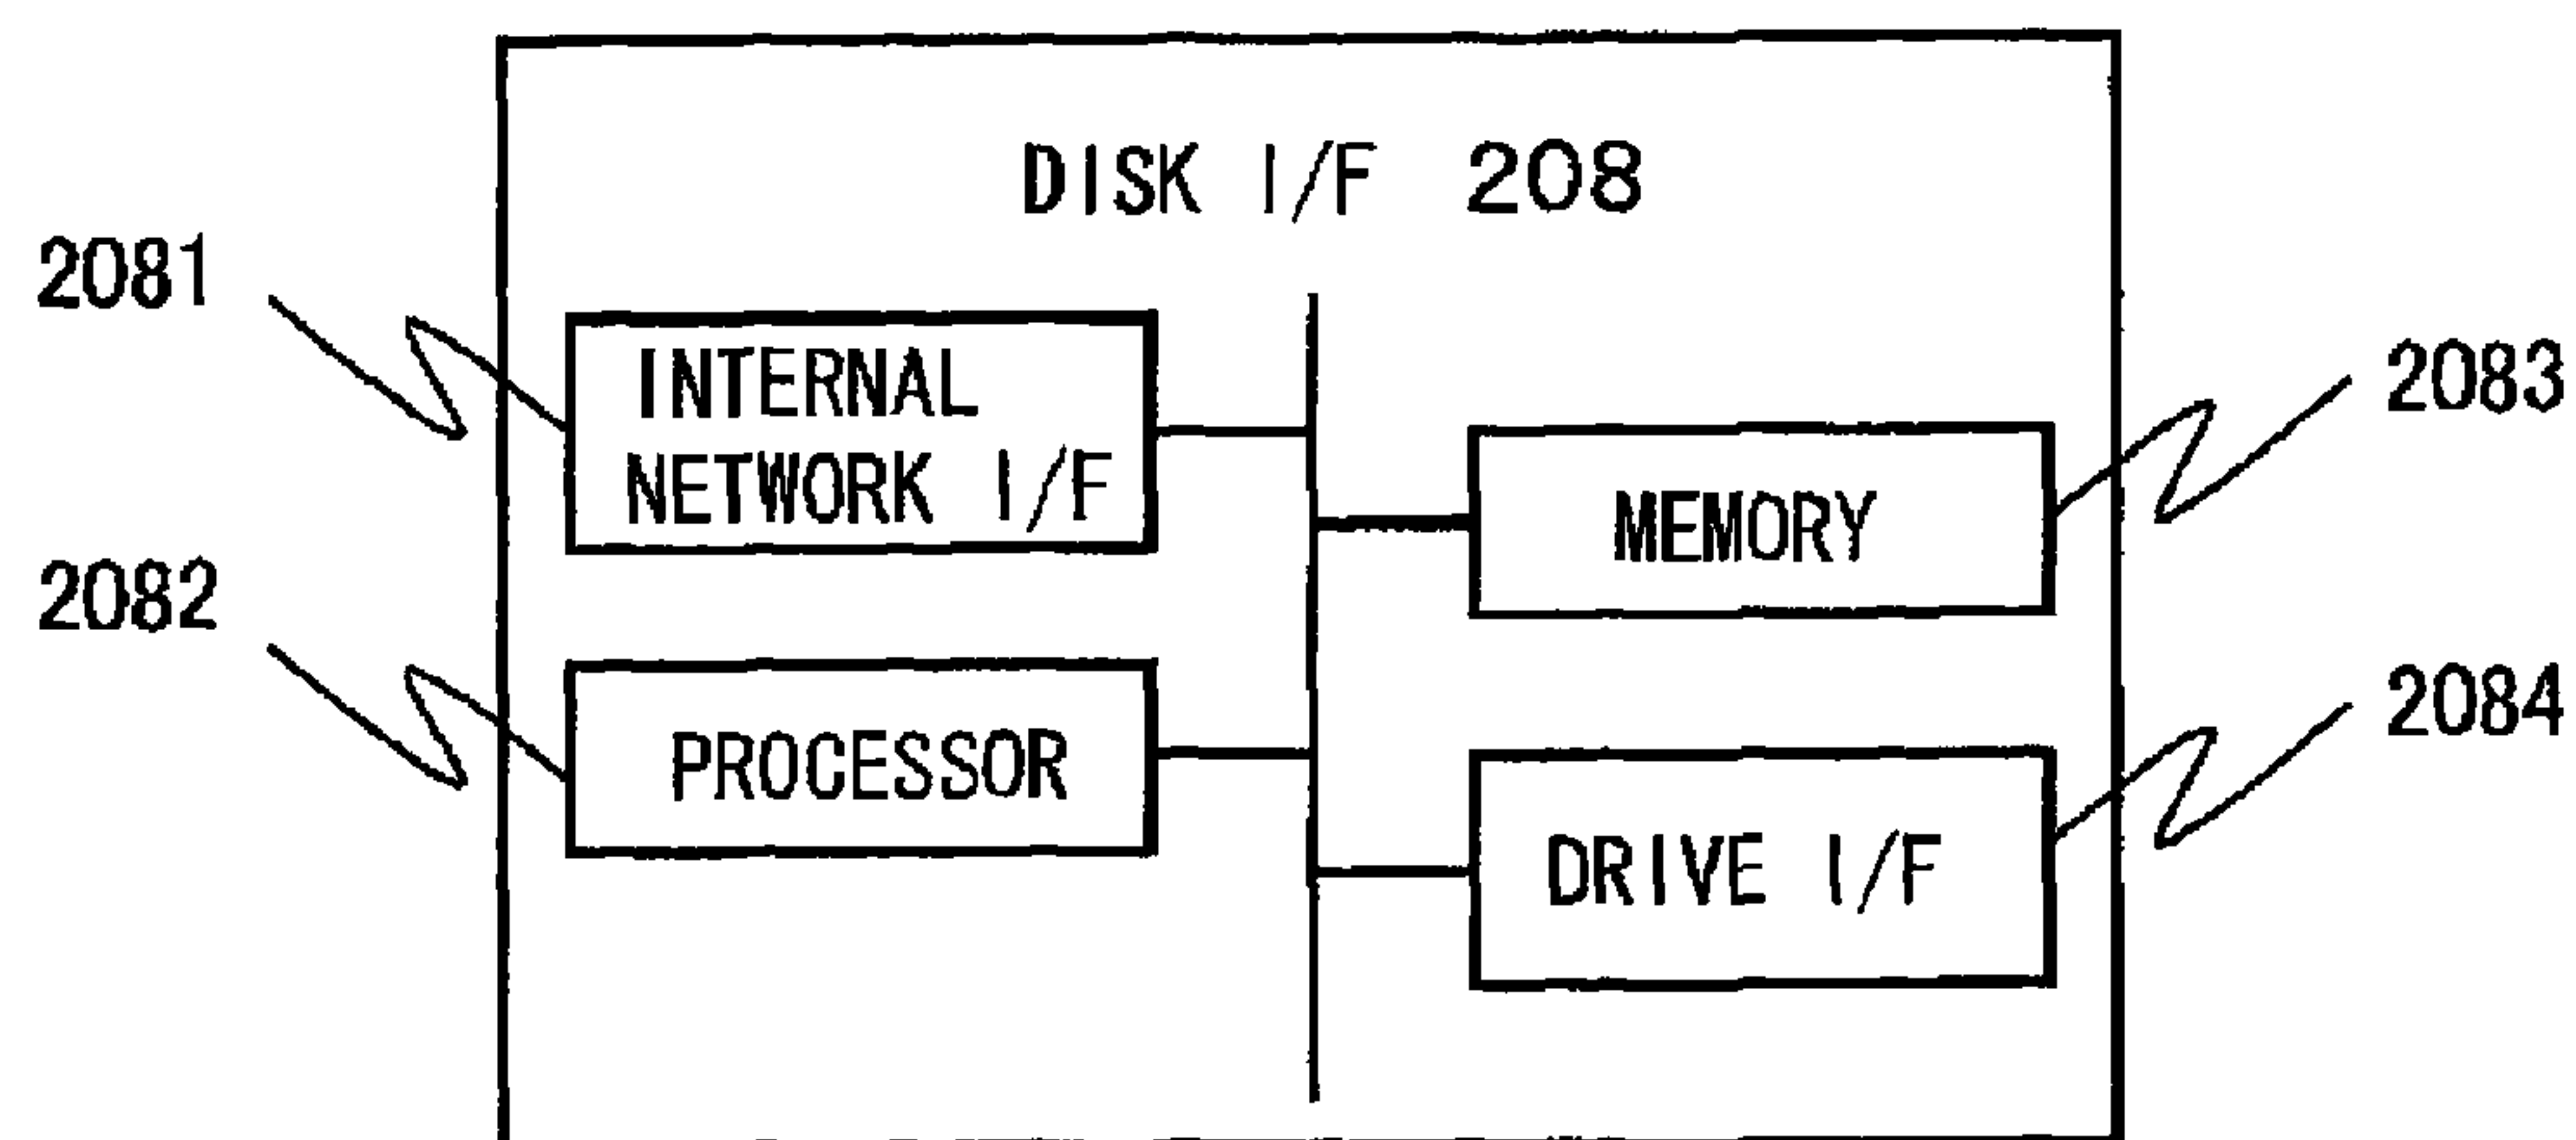 DISK I/F 208
2081
INTERNAL
NETWORK I/F
2083
MEMORY
2082
PROCESSOR
2084
DRIVE I/F